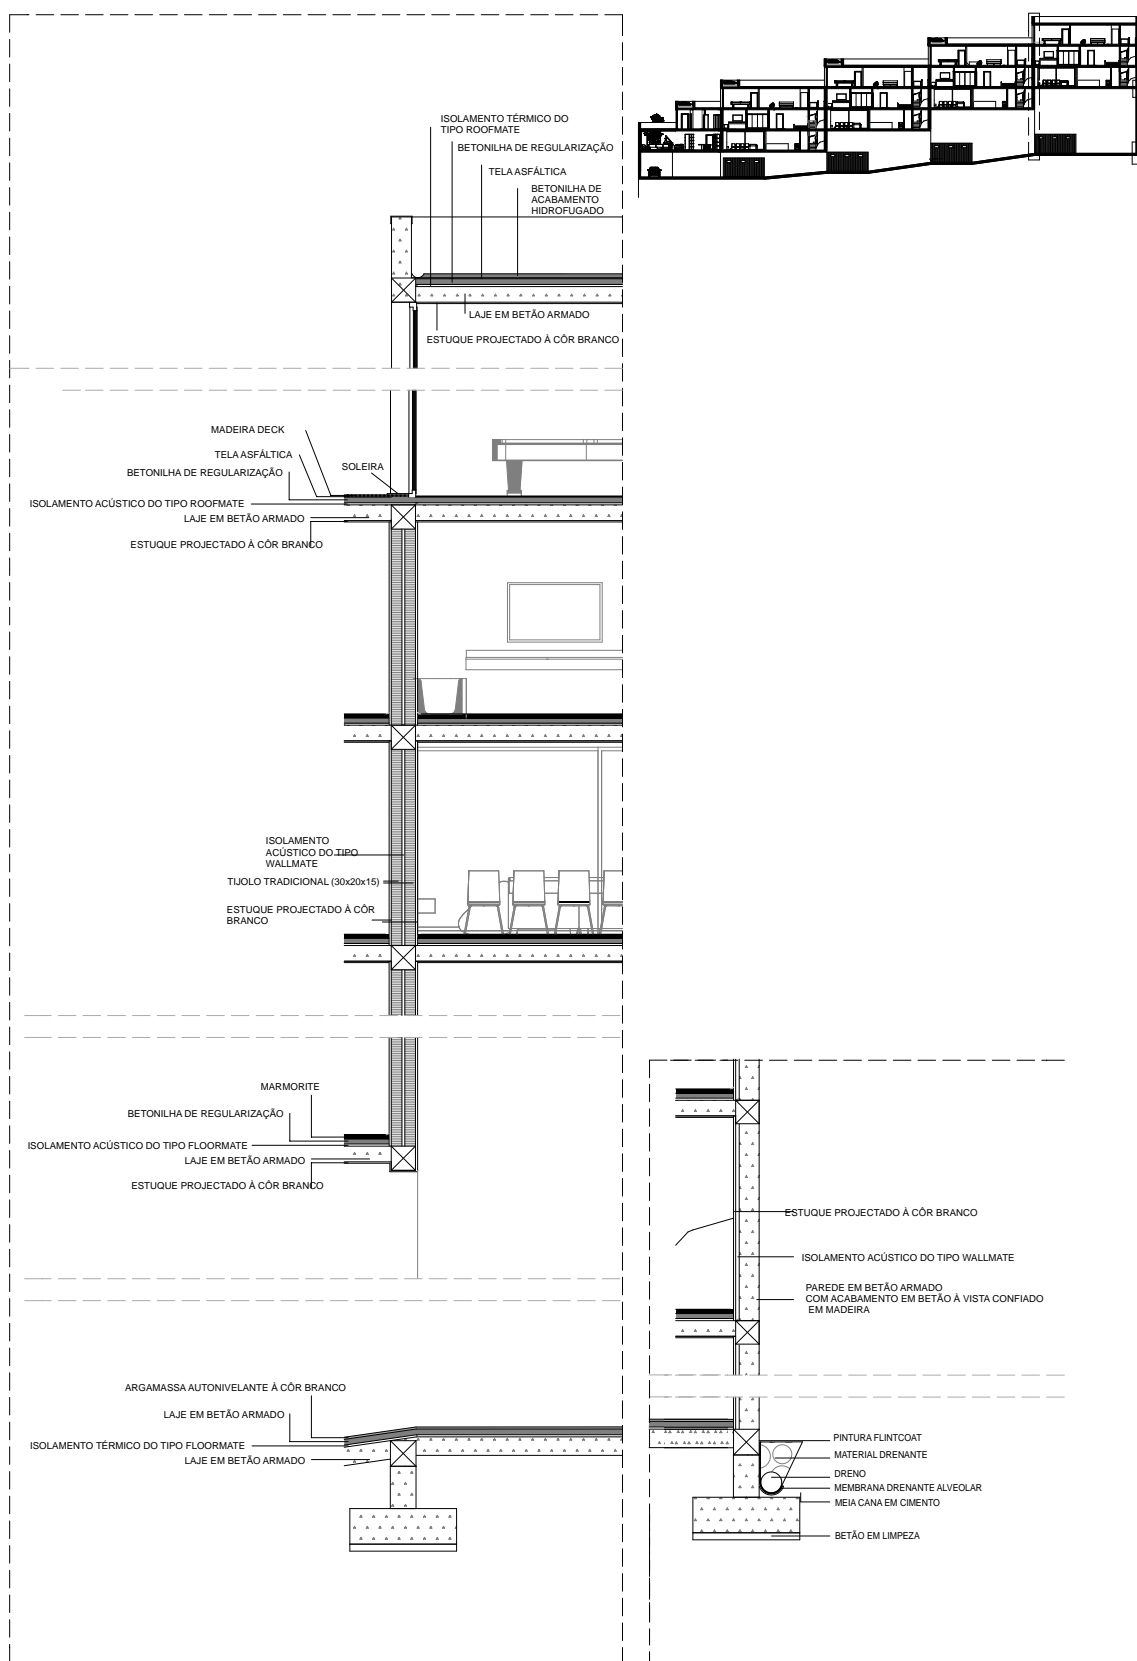 ISOLAMENTO TÉRMICO DO
TIPO ROOFMATE
BETONILHA DE REGULARIZAÇÃO
TELA ASFÁLTICA
BETONILHA DE
ACABAMENTO
HIDROFUGADO
LAJE EM BETÃO ARMADO
ESTUQUE PROJECTADO À CÔR BRANCO
MADEIRA DECK
TELA ASFÁLTICA
SOLEIRA
BETONILHA DE REGULARIZAÇÃO
ISOLAMENTO ACÚSTICO DO TIPO ROOFMATE
LAJE EM BETÃO ARMADO
ESTUQUE PROJECTADO À CÔR BRANCO
ISOLAMENTO
ACÚSTICO DO TIPO
WALLMATE
TIJOLO TRADICIONAL (30x20x15)
ESTUQUE PROJECTADO À CÔR
BRANCO
MARMORITE
BETONILHA DE REGULARIZAÇÃO
ISOLAMENTO ACÚSTICO DO TIPO FLOORMATE
LAJE EM BETÃO ARMADO
ESTUQUE PROJECTADO À CÔR BRANCO
ARGAMASSA AUTONIVELANTE À CÔR BRANCO
LAJE EM BETÃO ARMADO
ISOLAMENTO TÉRMICO DO TIPO FLOORMATE
LAJE EM BETÃO ARMADO
ESTUQUE PROJECTADO À CÔR BRANCO
ISOLAMENTO ACÚSTICO DO TIPO WALLMATE
PAREDE EM BETÃO ARMADO
COM ACABAMENTO EM BETÃO À VISTA CONFIADO
EM MADEIRA
PINTURA FLINTCOAT
MATERIAL DRENANTE
DRENO
MEMBRANA DRENANTE ALVEOLAR
MEIA CANA EM CIMENTO
BETÃO EM LIMPEZA